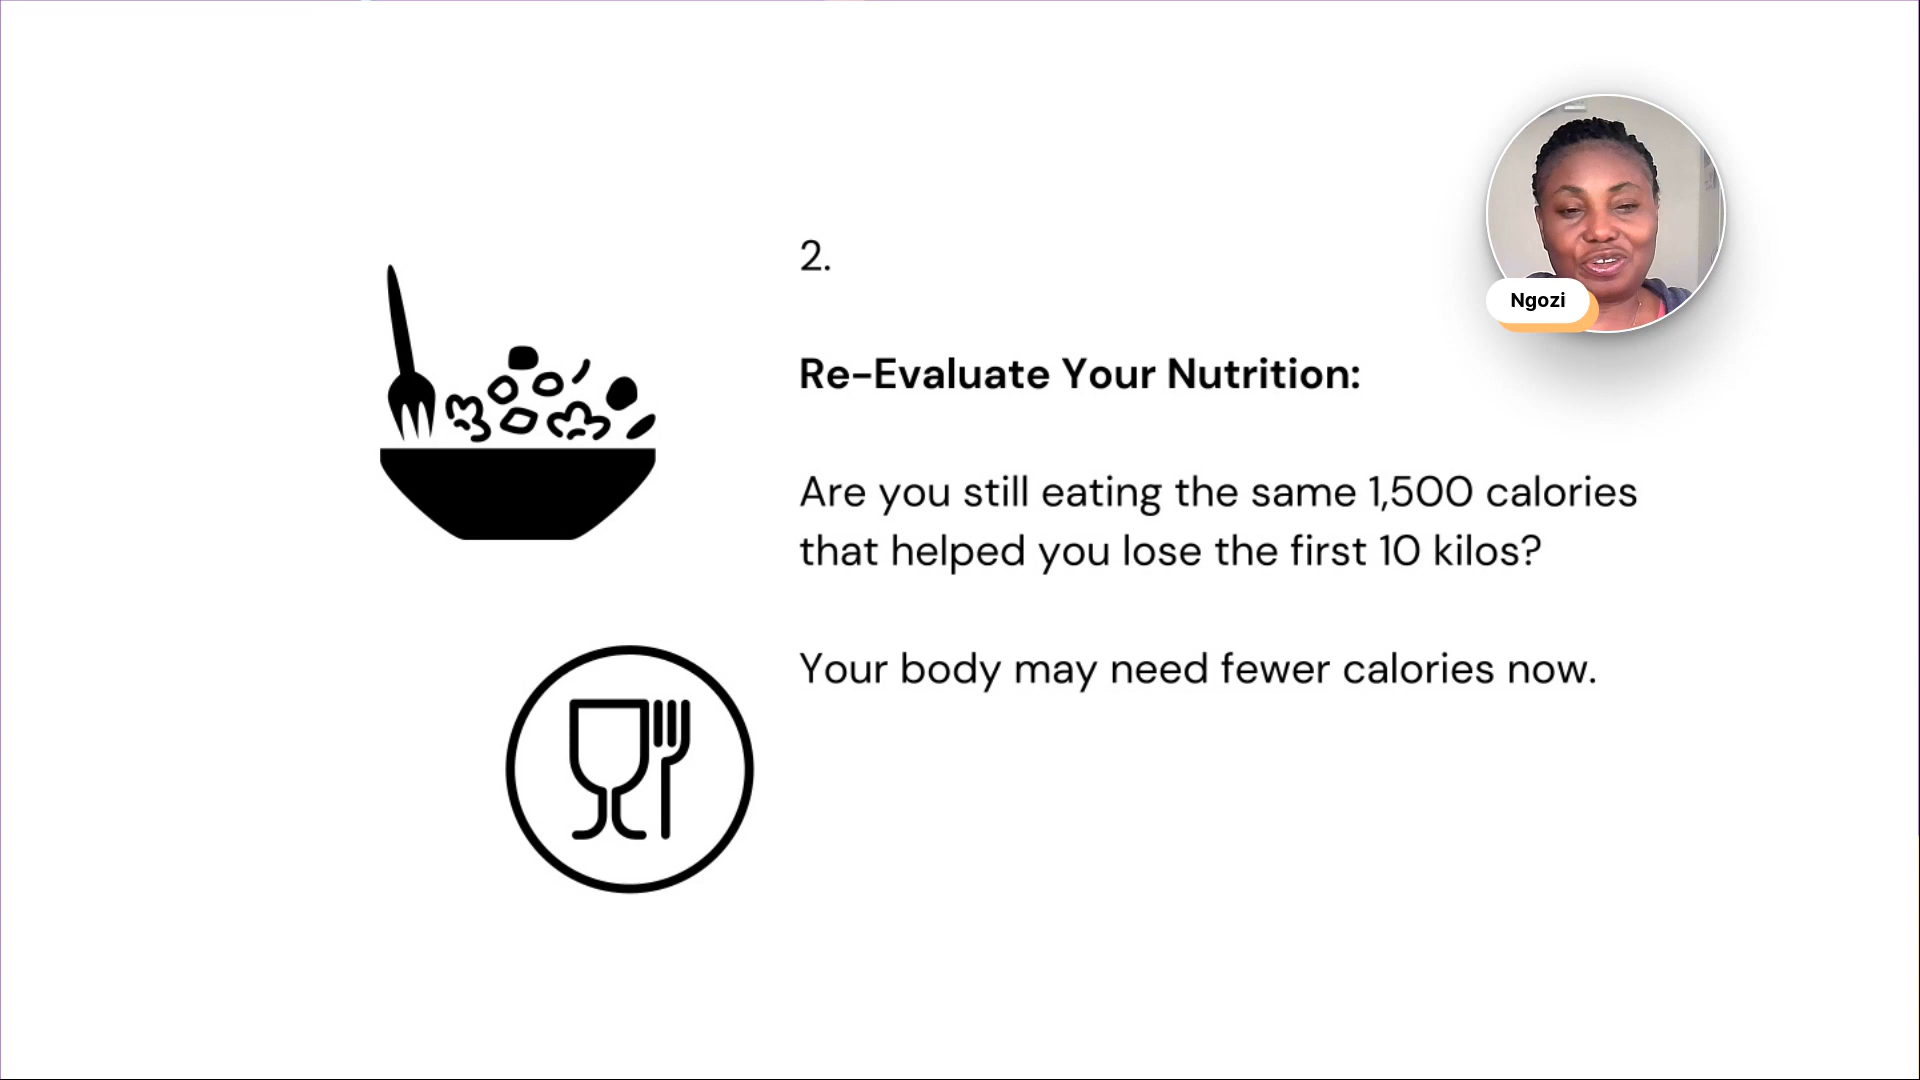 2.
Ngozi
Re-Evaluate Your Nutrition:
Are you still eating the same 1,500 calories
that helped you lose the first 10 kilos?
Your body may need fewer calories now.